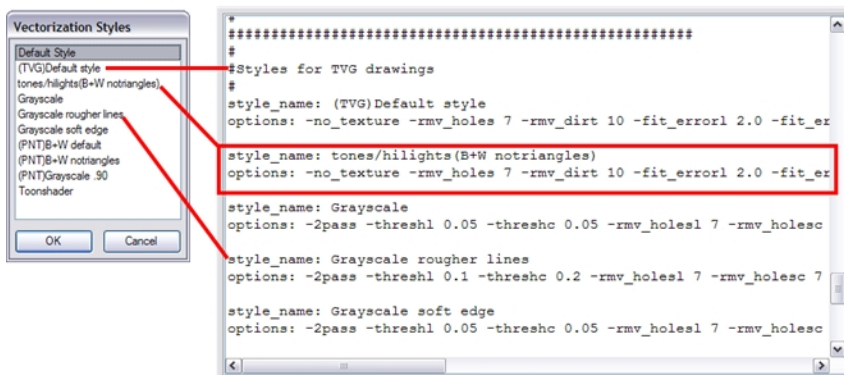 Vectorization Styles
Default Style
(TVG)Default style
tones/hilights(B+W notriangles)
Grayscale
Grayscale rougher lines
Grayscale soft edge
(PNT)B+W default
(PNT)B+W notriangles
(PNT)Grayscale .90
Toonshader
OK
Cancel
#
######################################################
#
#Styles for TVG drawings
#
style_name: (TVG)Default style
options: -no_texture -rmv_holes 7 -rmv_dirt 10 -fit_errorl 2.0 -fit_er
style_name: tones/hilights(B+W notriangles)
options: -no_texture -rmv_holes 7 -rmv_dirt 10 -fit_errorl 2.0 -fit_er
style_name: Grayscale
options: -2pass -threshl 0.05 -threshc 0.05 -rmv_holesl 7 -rmv_holesc
style_name: Grayscale rougher lines
options: -2pass -threshl 0.1 -threshc 0.2 -rmv_holesl 7 -rmv_holesc 7
style_name: Grayscale soft edge
options: -2pass -threshl 0.05 -threshc 0.05 -rmv_holesl 7 -rmv_holesc